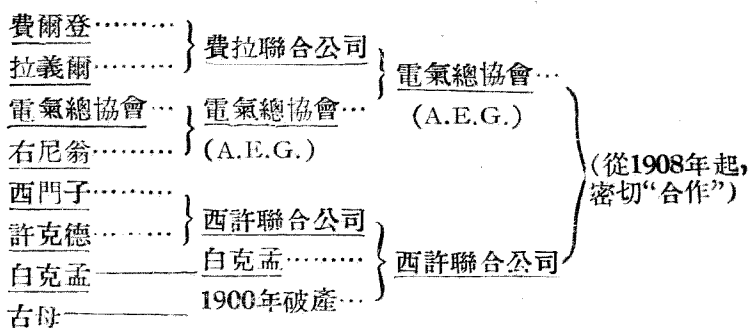 費爾登………
拉義爾………
電氣總協會…
右尼翁………
西門子………
許克德………
白克孟
古母
費拉聯合公司
電氣總協會…
(A.E.G.)
西許聯合公司
白克孟………
1900年破產…
電氣總協會…
(A.E.G.)
西許聯合公司
(從1908年起,
密切“合作”)